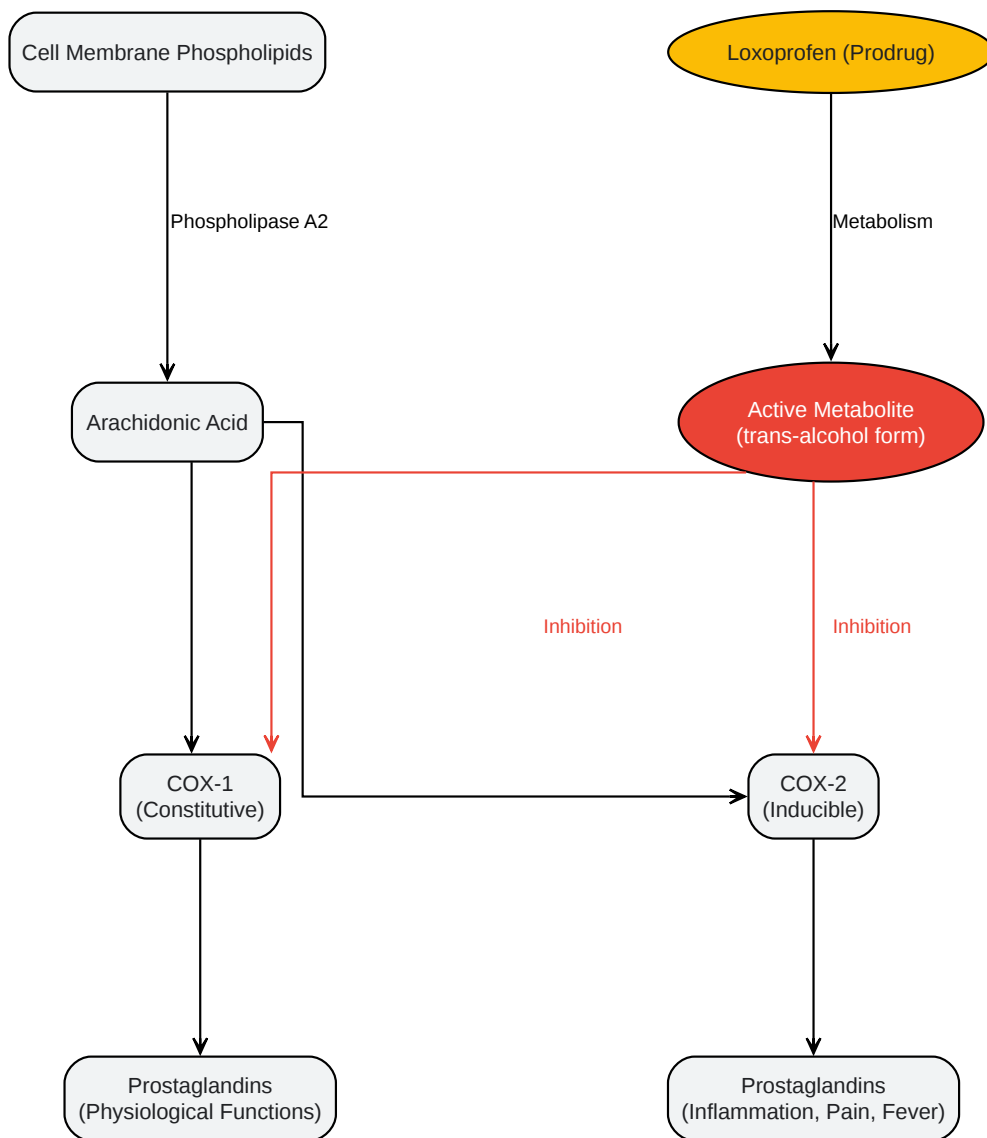 Cell Membrane Phospholipids
Loxoprofen (Prodrug)
Phospholipase A2
Metabolism
Arachidonic Acid
Active Metabolite
(trans-alcohol form)
Inhibition
Inhibition
COX-1
(Constitutive)
COX-2
(Inducible)
Prostaglandins
(Physiological Functions)
Prostaglandins
(Inflammation, Pain, Fever)